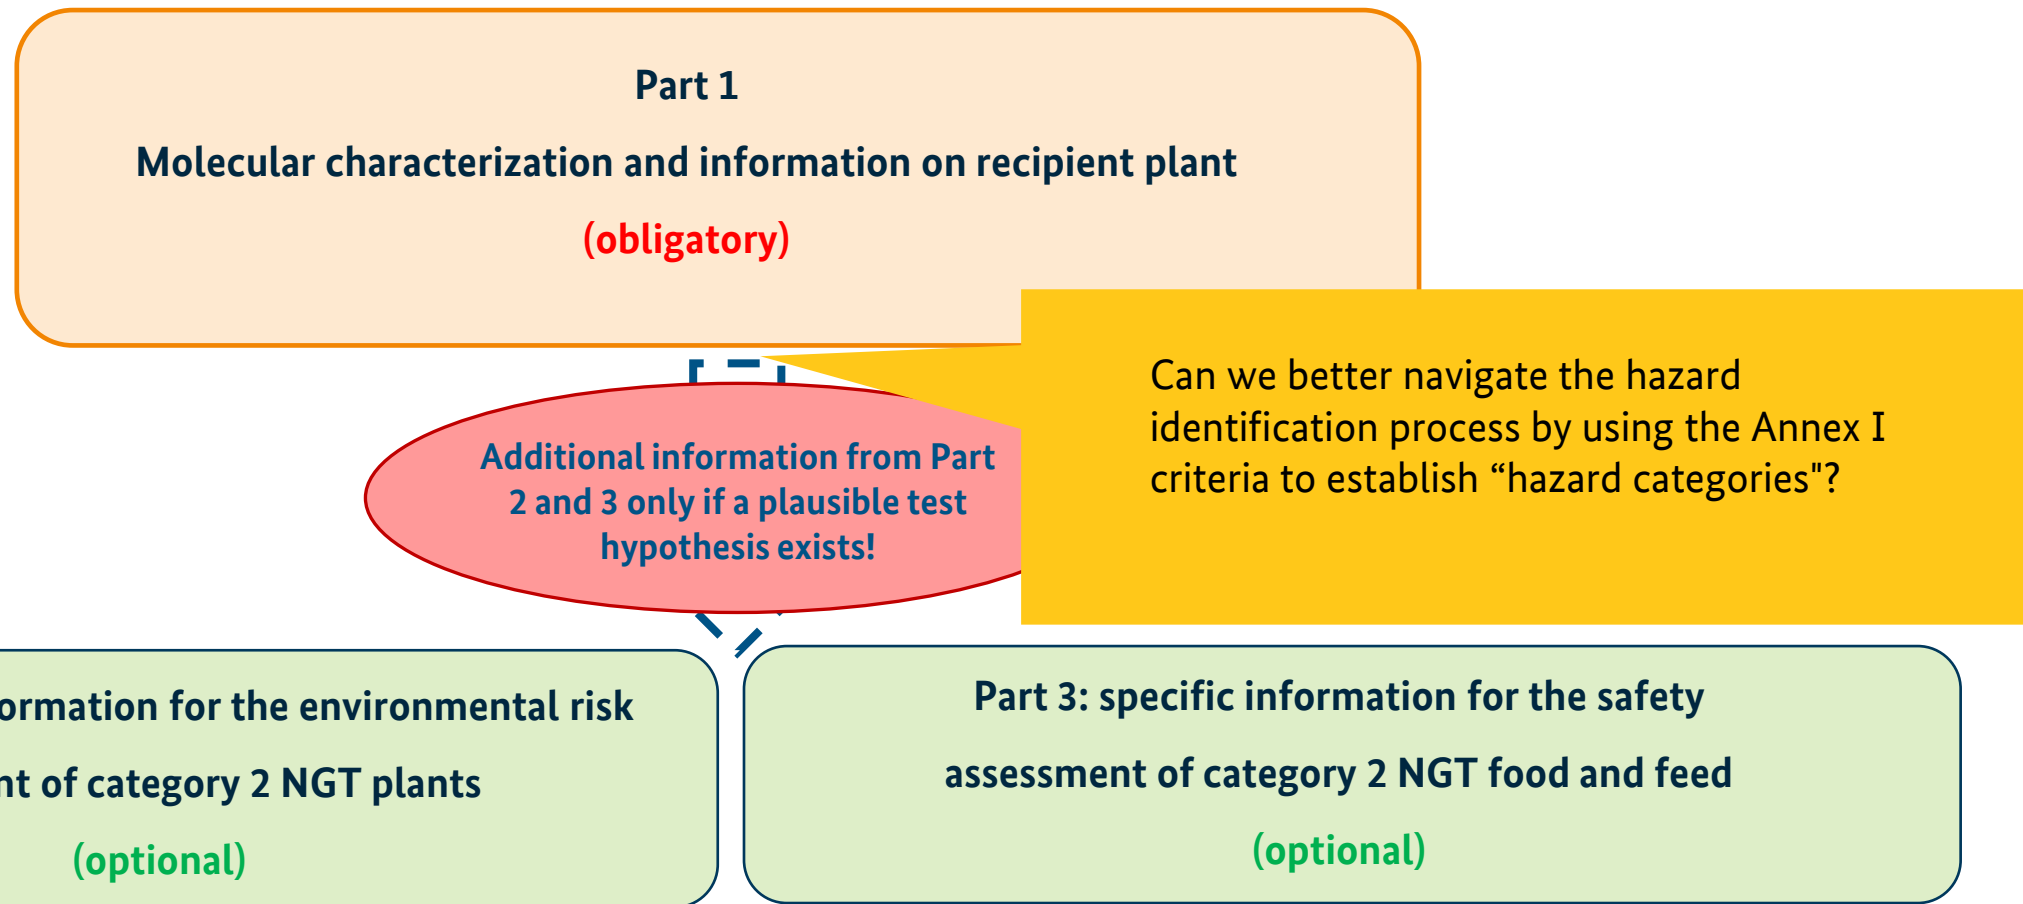 Part 1
Molecular characterization and information on recipient plant
(obligatory)
Can we better navigate the hazard
identification process by using the Annex I
criteria to establish “hazard categories"?
Additional information from Part
2 and 3 only if a plausible test
hypothesis exists!
for the environmental risk
of category 2 NGT plants
(optional)
Part 3: specific information for the safety
assessment of category 2 NGT food and feed
(optional)